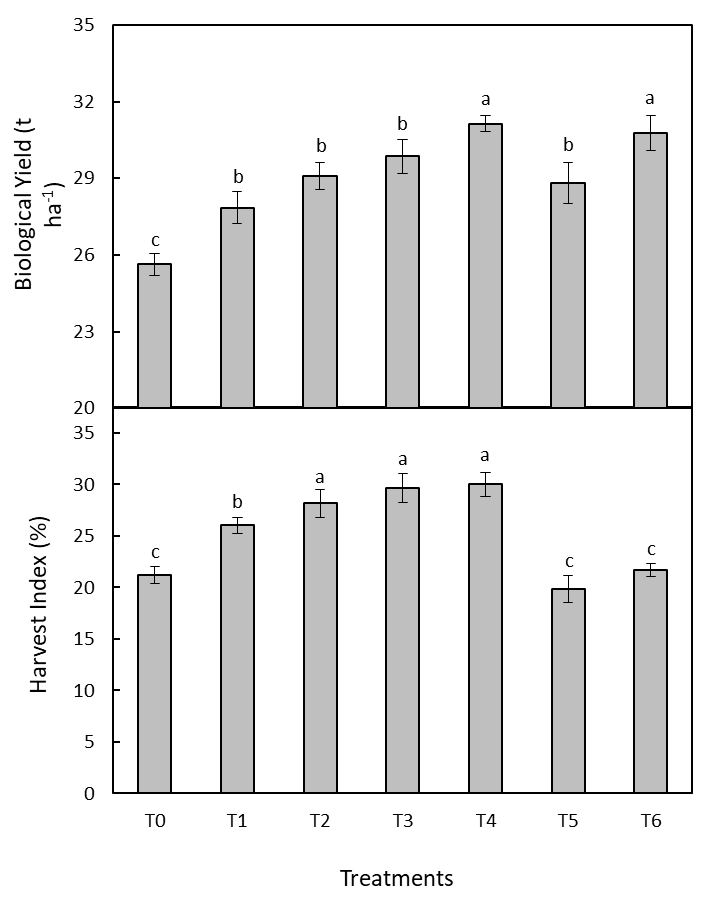 35
32
29
26
23
20
Biological Yield (t
ha-1)
c
b
b
b
a
b
a
35
30
25
20
15
10
5
0
Harvest Index (%)
c
b
a
a
a
c
c
T0 T1 T2 T3 T4 T5 T6
Treatments